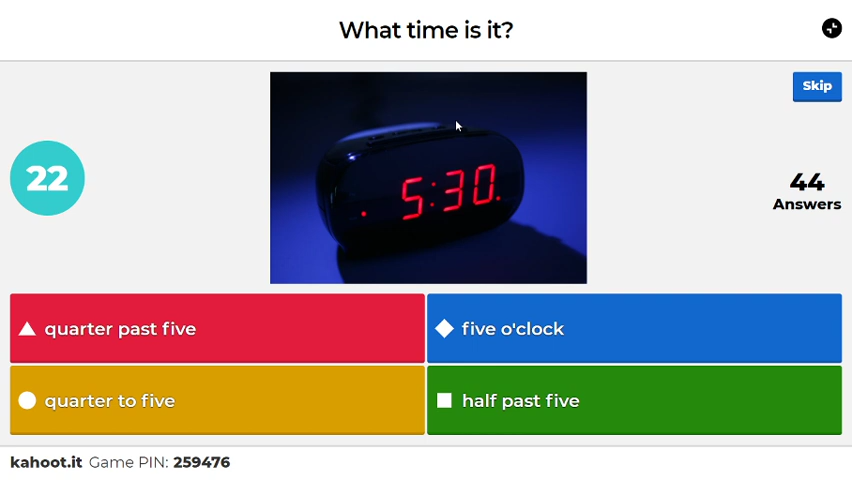 What time is it?
Skip
22
5:30
44
Answers
quarter past five
five o'clock
quarter to five
half past five
kahoot.it Game PIN: 259476